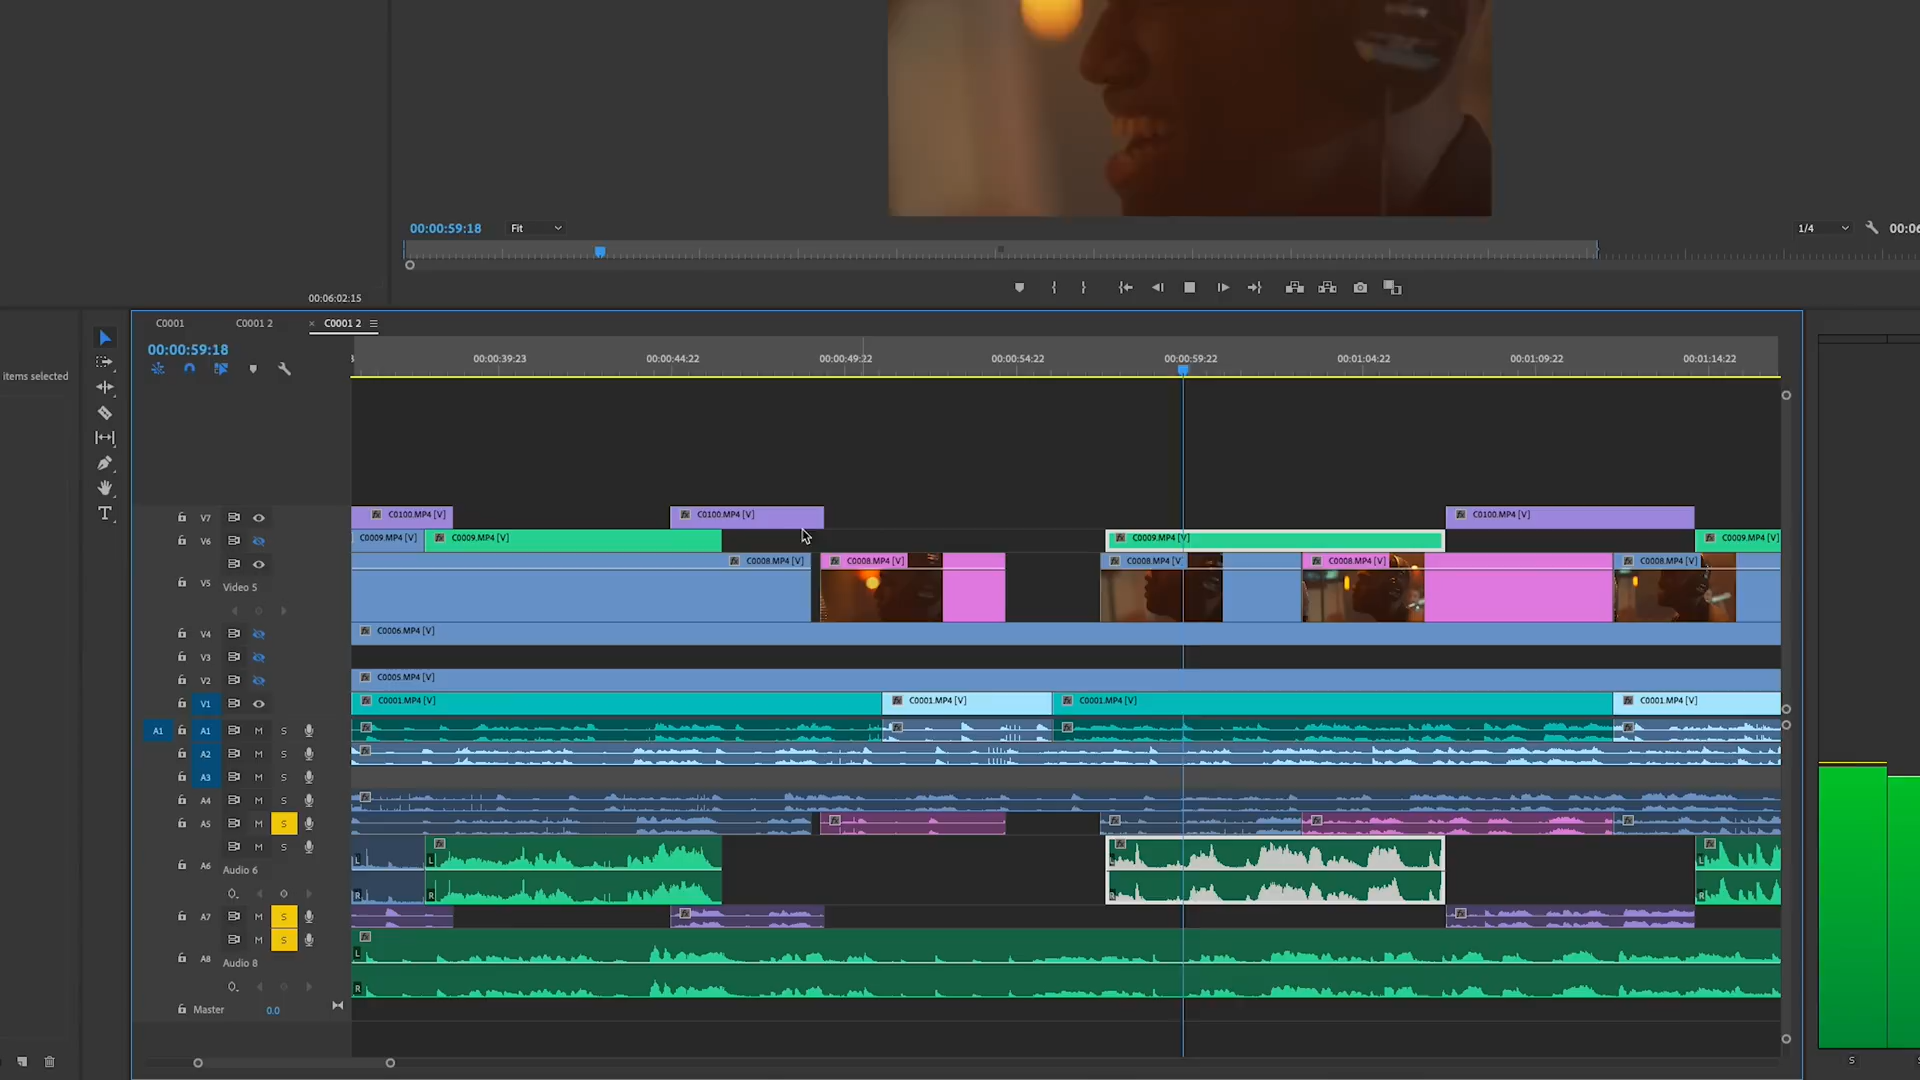 00:00:59:18 Fit 1/4 00:06
00:06:02:15
C0001 C0001 2 × C0001 2
00:00:59:18
items selected
00:00:39:23 00:00:44:22 00:00:49:22 00:00:54:22 00:00:59:22 00:01:04:22 00:01:09:22 00:01:14:22
V7 C0100.MP4 [V] C0100.MP4 [V] C0100.MP4 [V]
V6 C0009.MP4 [V] C0009.MP4 [V] C0009.MP4 [V] C0009.MP4 [V]
C0008.MP4 [V] C0008.MP4 [V] C0008.MP4 [V C0008.MP4 [V] C0008.MP4 [V]
V5 Video 5
V4 C0006.MP4 [V]
V3
V2 C0005.MP4 [V]
V1 C0001.MP4 [V] C0001.MP4 [V] C0001.MP4 [V] C0001.MP4 [V]
A1 A1 M S
A2 M S
A3 M S
A4 M S
A5 M S
M S
A6 Audio 6
L L L L
R R R R
A7 M S
M S
A8 Audio 8
L
R
Master 0.0
S